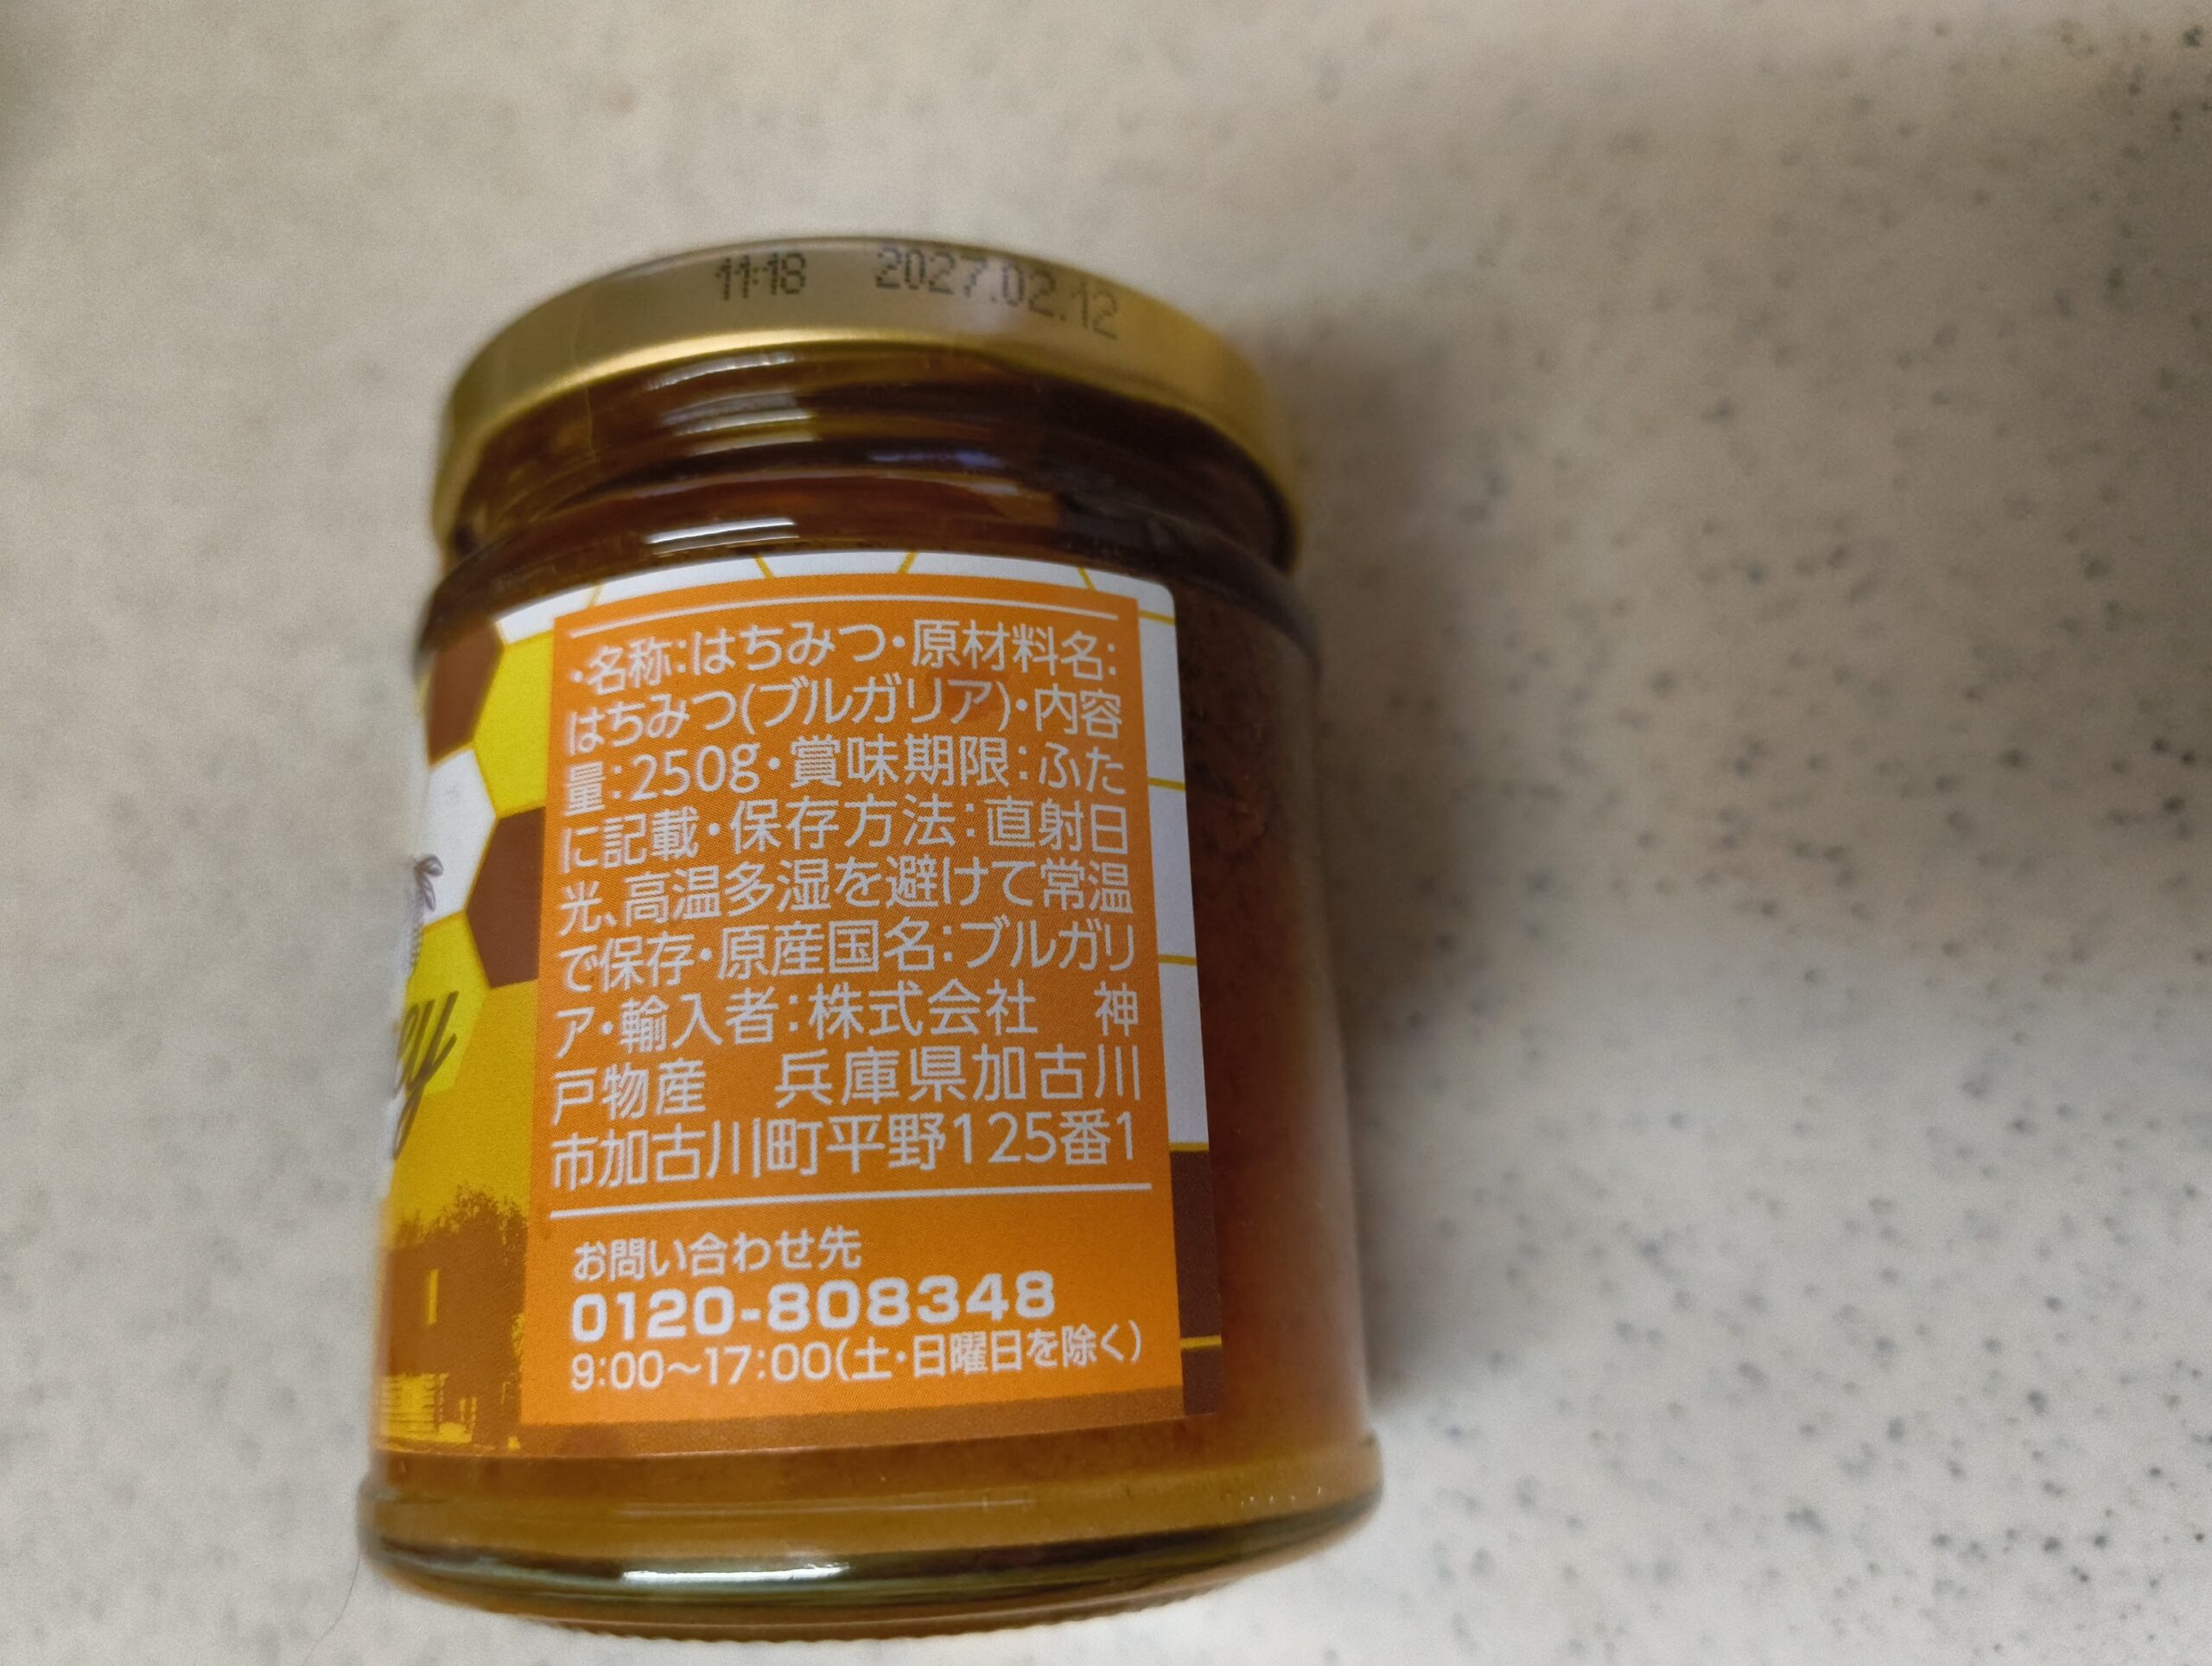 11:18 2027.02.12
・名称:はちみつ・原材料名:
はちみつ(ブルガリア)・内容
量:250g・賞味期限:ふた
に記載・保存方法:直射日
光、高温多湿を避けて常温
で保存・原産国名:ブルガリ
ア・輸入者:株式会社　神
戸物産　兵庫県加古川
市加古川町平野125番1
お問い合わせ先
0120-808348
9:00～17:00(土・日曜日を除く)